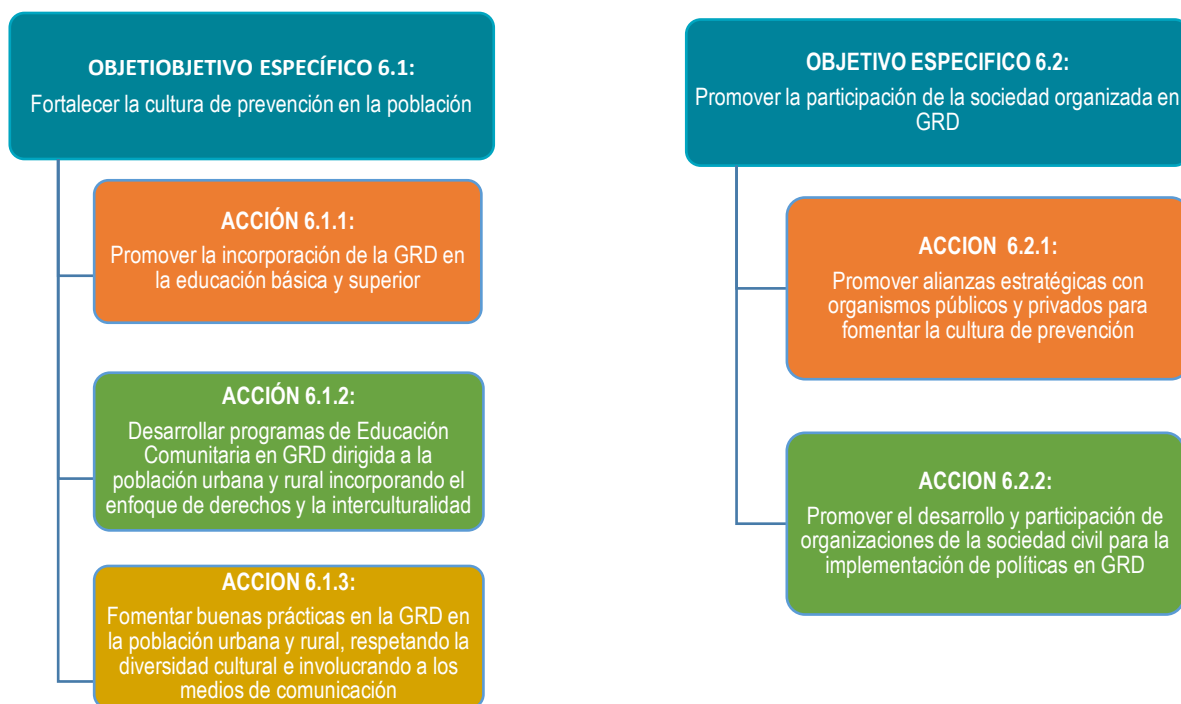 OBJETIOBJETIVO ESPECÍFICO 6.1:
Fortalecer la cultura de prevención en la población
ACCIÓN 6.1.1:
Promover la incorporación de la GRD en
la educación básica y superior
ACCIÓN 6.1.2:
Desarrollar programas de Educación
Comunitaria en GRD dirigida a la
población urbana y rural incorporando el
enfoque de derechos y la interculturalidad
ACCION 6.1.3:
Fomentar buenas prácticas en la GRD en
la población urbana y rural, respetando la
diversidad cultural e involucrando a los
medios de comunicación
OBJETIVO ESPECIFICO 6.2:
Promover la participación de la sociedad organizada en
GRD
ACCION 6.2.1:
Promover alianzas estratégicas con
organismos públicos y privados para
fomentar la cultura de prevención
ACCION 6.2.2:
Promover el desarrollo y participación de
organizaciones de la sociedad civil para la
implementación de políticas en GRD